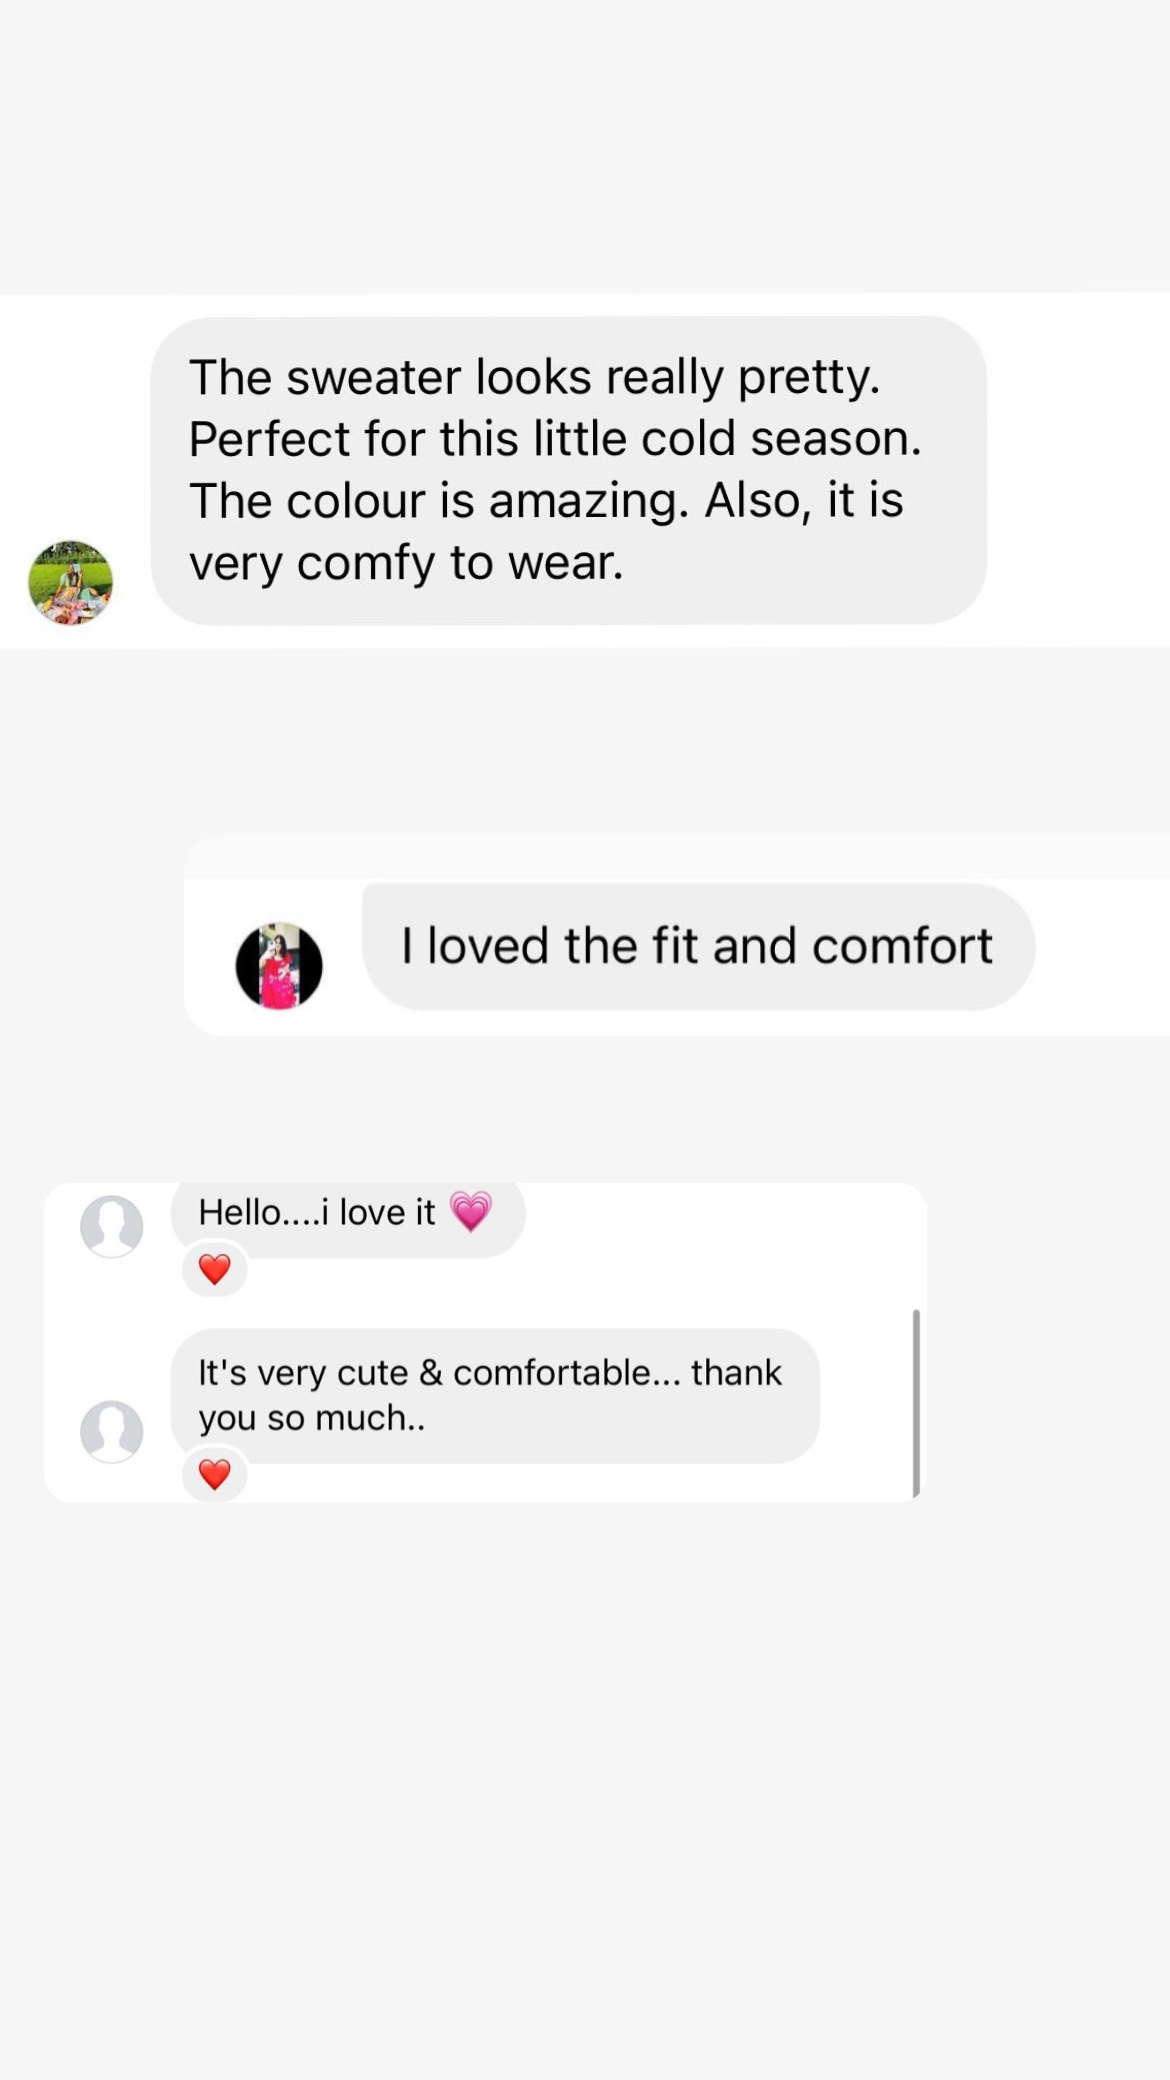 The sweater looks really pretty.
Perfect for this little cold season.
The colour is amazing. Also, it is
very comfy to wear.
I loved the fit and comfort
Hello....i love it 💗
❤️
It's very cute & comfortable... thank
you so much..
❤️